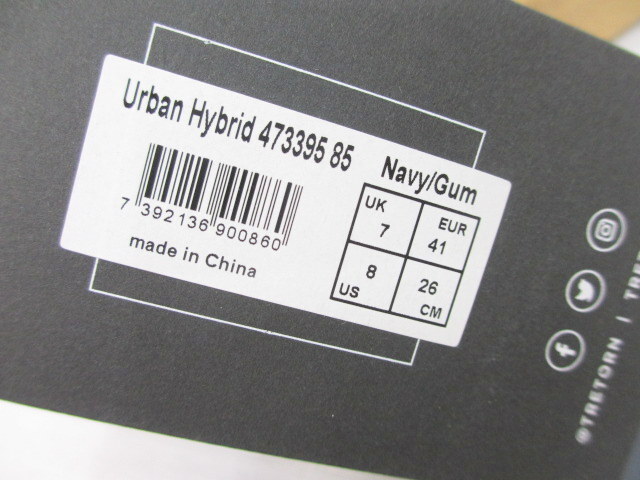 Urban Hybrid 473395 85
Navy/Gum
7 392136 900860
made in China
UK 7
EUR 41
8 US
26 CM
@TRETORN | TRET